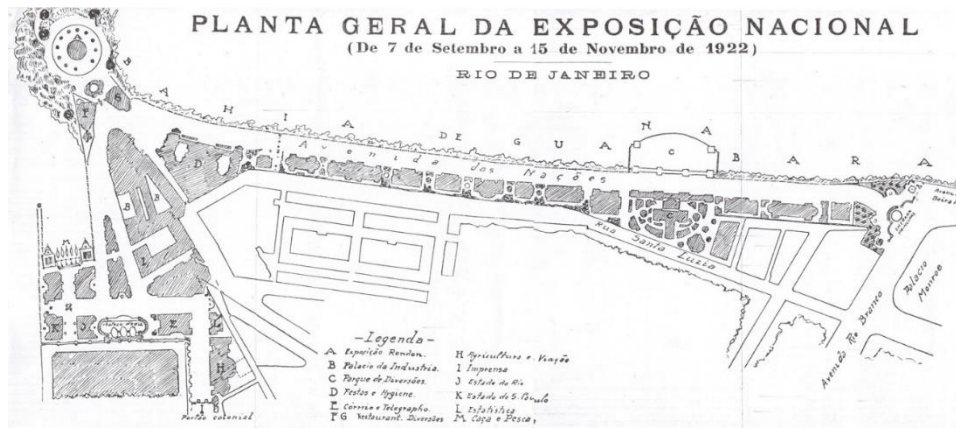 PLANTA GERAL DA EXPOSIÇÃO NACIONAL
(De 7 de Setembro a 15 de Novembro de 1922)
RIO DE JANEIRO
BAHIA DE GUANABARA
Avenida das Nações
Rua Santa Luzia
Avenida Rio Branco
Palacio Monroe
Portão colonial
-Legenda-
A Exposição Rondon.
B Palacio da Industria.
C Parque de Diversões.
D Festas e Hygiene.
E Correio e Telegrapho.
F G Restaurant. Diversões
H Agricultura e Viação
I Imprensa
J Estado do Rio
K Estado de S. Paulo
L Estatistica
M Caça e Pesca,